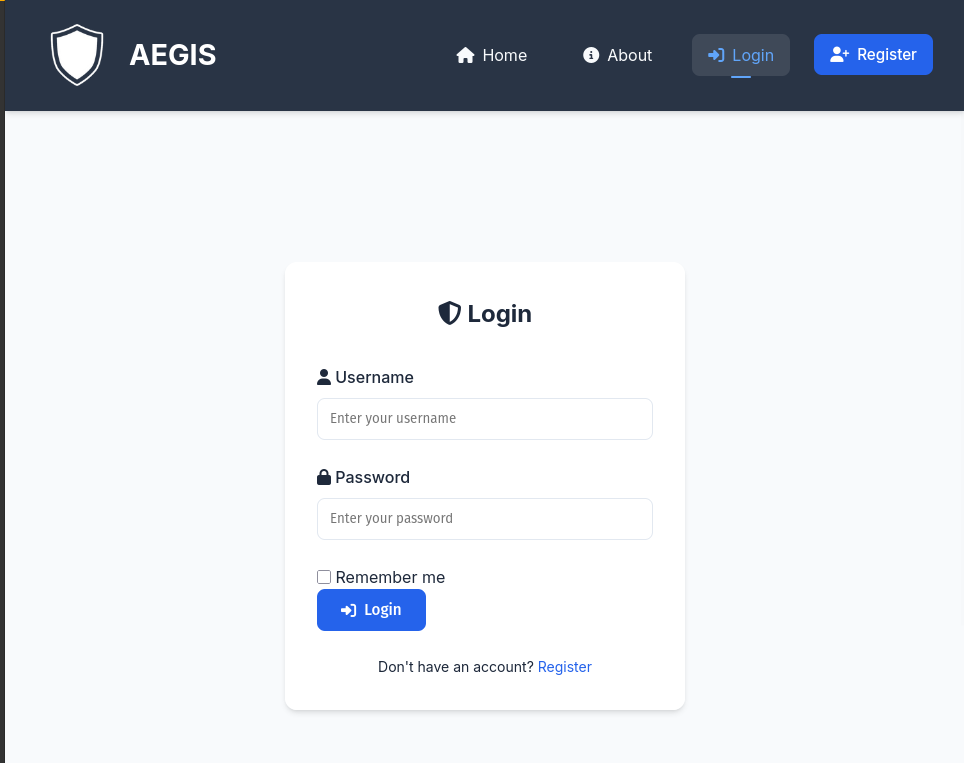 AEGIS
Home
About
Login
Register
Login
Username
Enter your username
Password
Enter your password
Remember me
Login
Don't have an account? Register